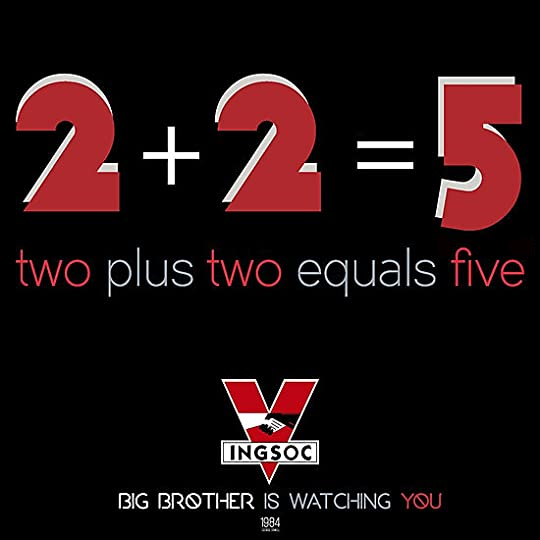 2 + 2 = 5
two plus two equals five
INGSOC
BIG BROTHER IS WATCHING YOU
1984